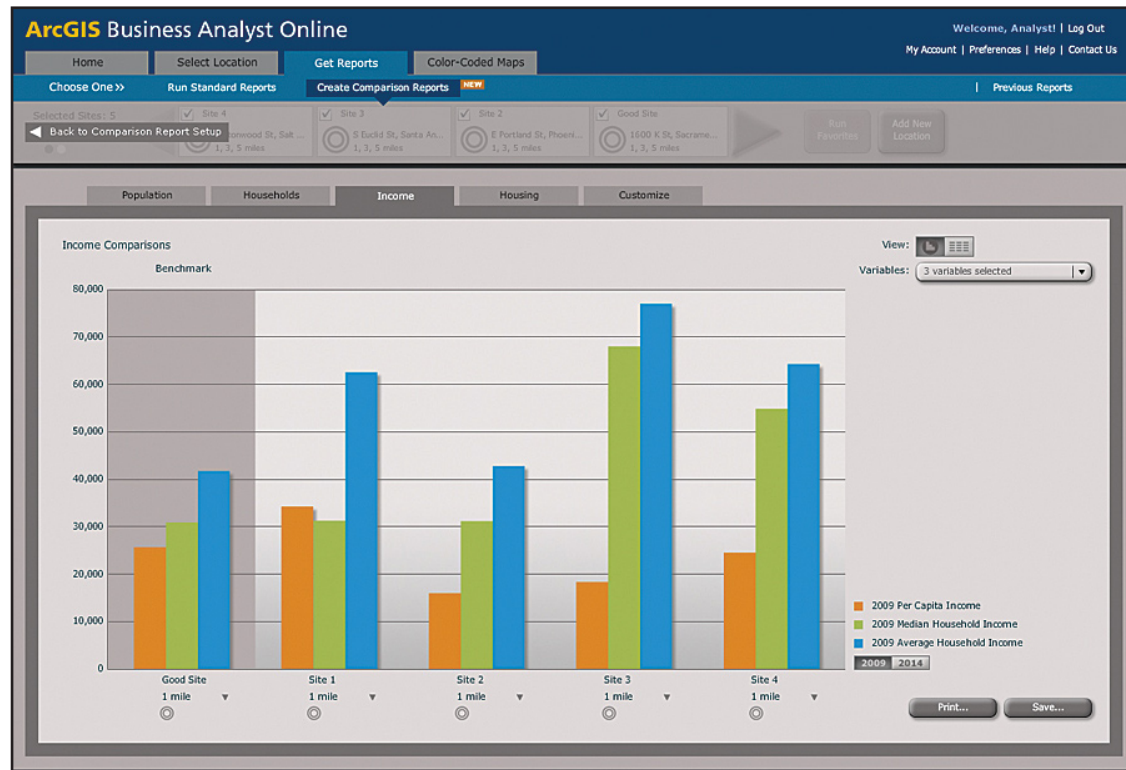 ArcGIS Business Analyst Online
Welcome, Analyst! | Log Out
My Account | Preferences | Help | Contact Us
Home Select Location Get Reports Color-Coded Maps
Choose One >> Run Standard Reports Create Comparison Reports NEW | Previous Reports
Selected Sites: 5
Back to Comparison Report Setup
Site 4
onwood St, Salt ...
1, 3, 5 miles
Site 3
S Euclid St, Santa An...
1, 3, 5 miles
Site 2
E Portland St, Phoeni...
1, 3, 5 miles
Good Site
1600 K St, Sacrame...
1, 3, 5 miles
Run
Favorites
Add New
Location
Population Households Income Housing Customize
Income Comparisons
Benchmark
View:
Variables: 3 variables selected
80,000
70,000
60,000
50,000
40,000
30,000
20,000
10,000
0
2009 Per Capita Income
2009 Median Household Income
2009 Average Household Income
2009 2014
Good Site Site 1 Site 2 Site 3 Site 4
1 mile 1 mile 1 mile 1 mile 1 mile
Print... Save...